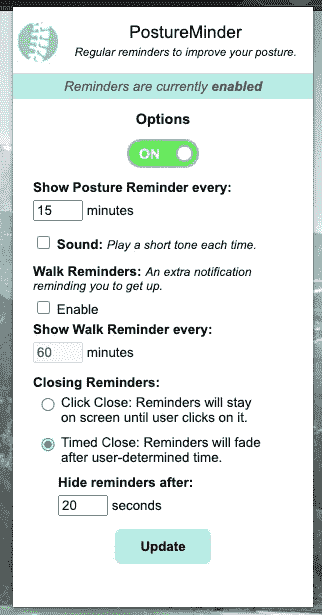 PostureMinder
Regular reminders to improve your posture.
Reminders are currently enabled
Options
ON
Show Posture Reminder every:
15 minutes
Sound: Play a short tone each time.
Walk Reminders: An extra notification
reminding you to get up.
Enable
Show Walk Reminder every:
60 minutes
Closing Reminders:
Click Close: Reminders will stay
on screen until user clicks on it.
Timed Close: Reminders will fade
after user-determined time.
Hide reminders after:
20 seconds
Update